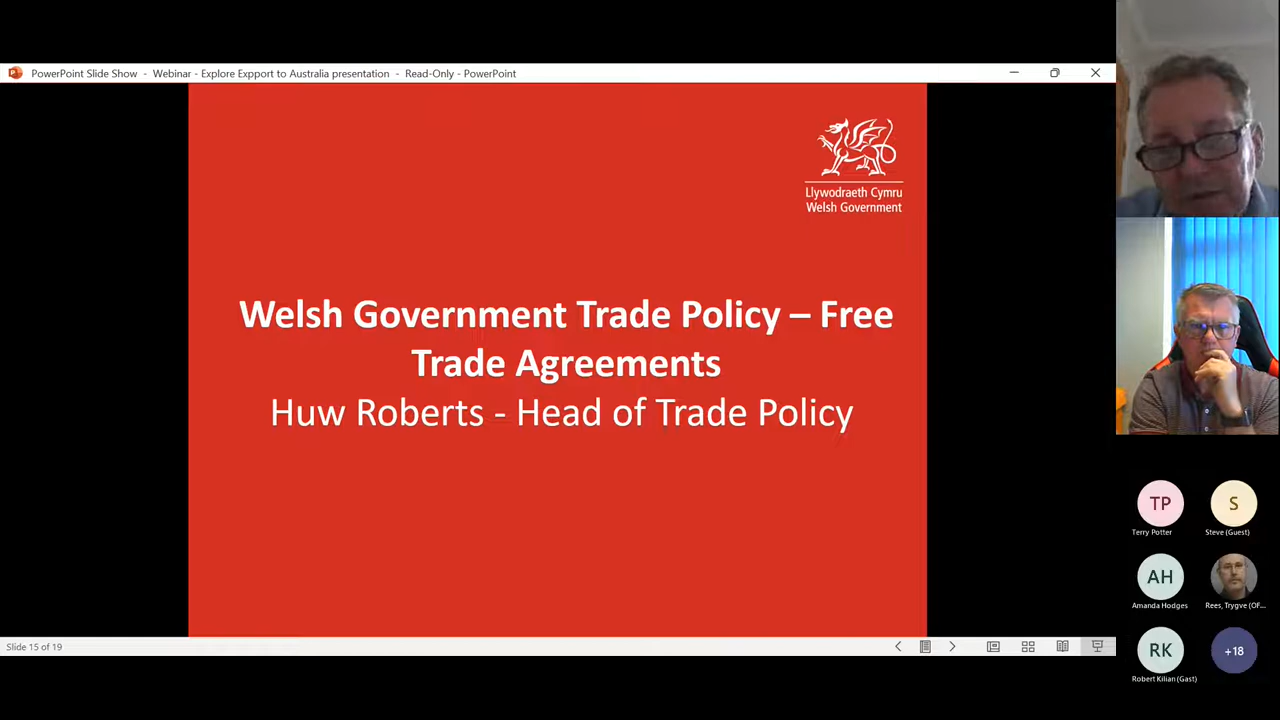 PowerPoint Slide Show - Webinar - Explore Expport to Australia presentation - Read-Only - PowerPoint
Llywodraeth Cymru
Welsh Government
Welsh Government Trade Policy – Free
Trade Agreements
Huw Roberts - Head of Trade Policy
Slide 15 of 19
TP
S
Terry Potter
Steve (Guest)
AH
Amanda Hodges
Rees, Trygve (OF...
RK
+18
Robert Kilian (Gast)